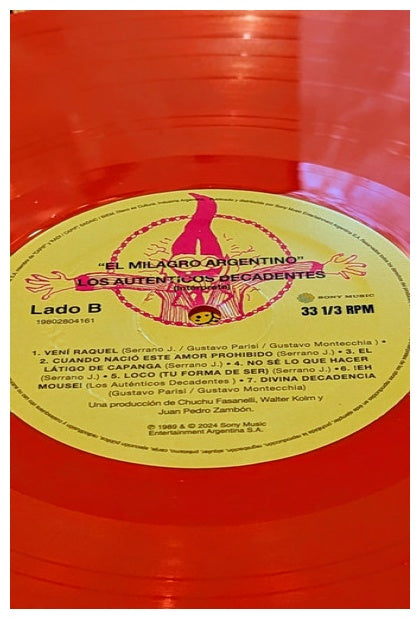 "EL MILAGRO ARGENTINO"
LOS AUTÉNTICOS DECADENTES
(Intérprete)
Lado B
19802804161
SONY MUSIC
33 1/3 RPM
1. VENÍ RAQUEL (Serrano J. / Gustavo Parisi / Gustavo Montecchia ) •
2. CUANDO NACIÓ ESTE AMOR PROHIBIDO (Serrano J.) • 3. EL
LÁTIGO DE CAPANGA (Serrano J.) • 4. NO SÉ LO QUE HACER
(Serrano J.) • 5. LOCO (TU FORMA DE SER) (Serrano J.) • 6. !EH
MOUSE! (Los Auténticos Decadentes ) • 7. DIVINA DECADENCIA
(Gustavo Parisi / Gustavo Montecchia)
Una producción de Chuchu Fasanelli, Walter Kolm y
Juan Pedro Zambón.
℗ 1989 & © 2024 Sony Music
Entertainment Argentina S.A.